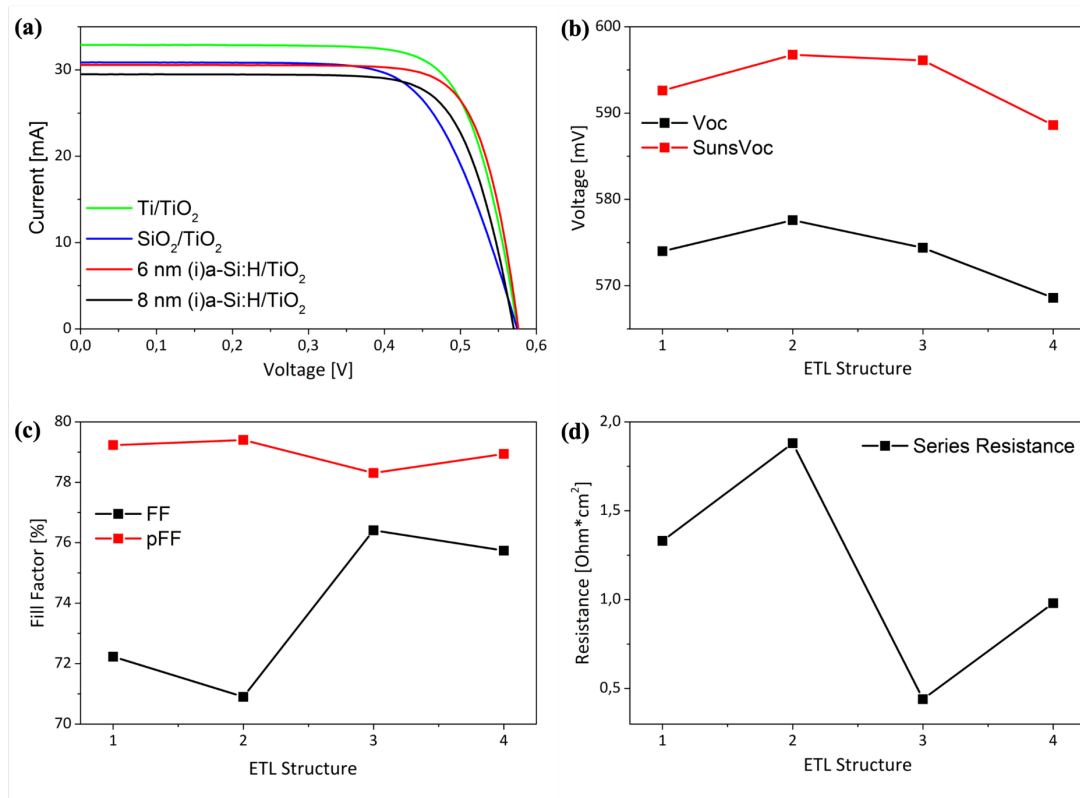 (a)
30
20
10
0
Current [mA]
0,0 0,1 0,2 0,3 0,4 0,5 0,6
Voltage [V]
Ti/TiO₂
SiO₂/TiO₂
6 nm (i)a-Si:H/TiO₂
8 nm (i)a-Si:H/TiO₂
(b)
600
590
580
570
Voltage [mV]
Voc
SunsVoc
1 2 3 4
ETL Structure
(c)
80
78
76
74
72
70
Fill Factor [%]
FF
pFF
1 2 3 4
ETL Structure
(d)
2,0
1,5
1,0
0,5
Resistance [Ohm*cm²]
Series Resistance
1 2 3 4
ETL Structure